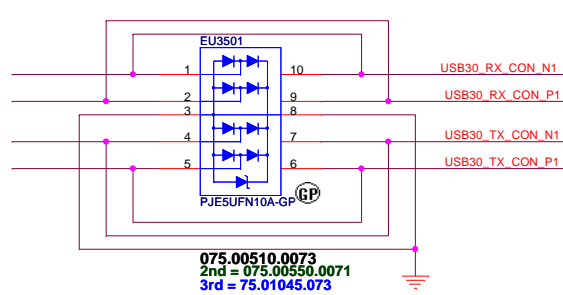 EU3501
1
10
USB30_RX_CON_N1
2
9
USB30_RX_CON_P1
3
8
4
7
USB30_TX_CON_N1
5
6
USB30_TX_CON_P1
PJE5UFN10A-GP
GP
075.00510.0073
2nd = 075.00550.0071
3rd = 75.01045.073